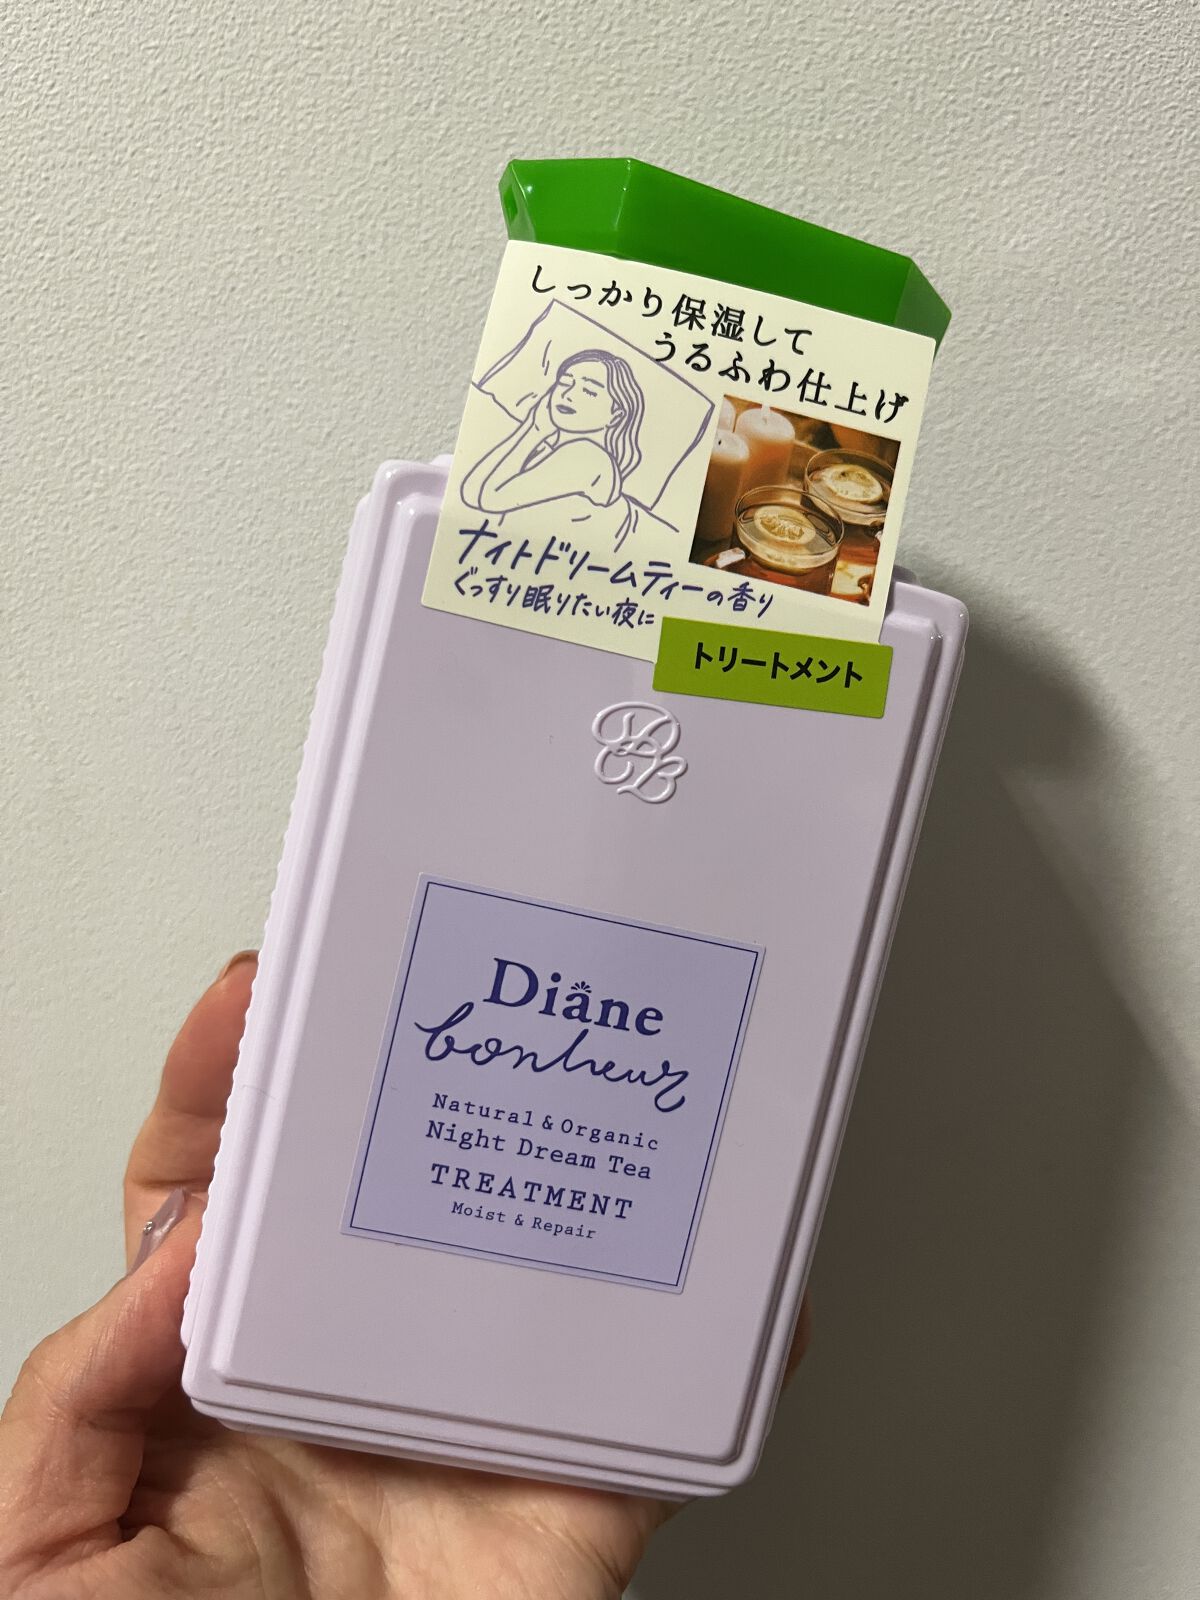 しっかり保湿して
うるふわ仕上げ
ナイトドリームティーの香り
ぐっすり眠りたい夜に
トリートメント
Diane
bonheur
Natural & Organic
Night Dream Tea
TREATMENT
Moist & Repair